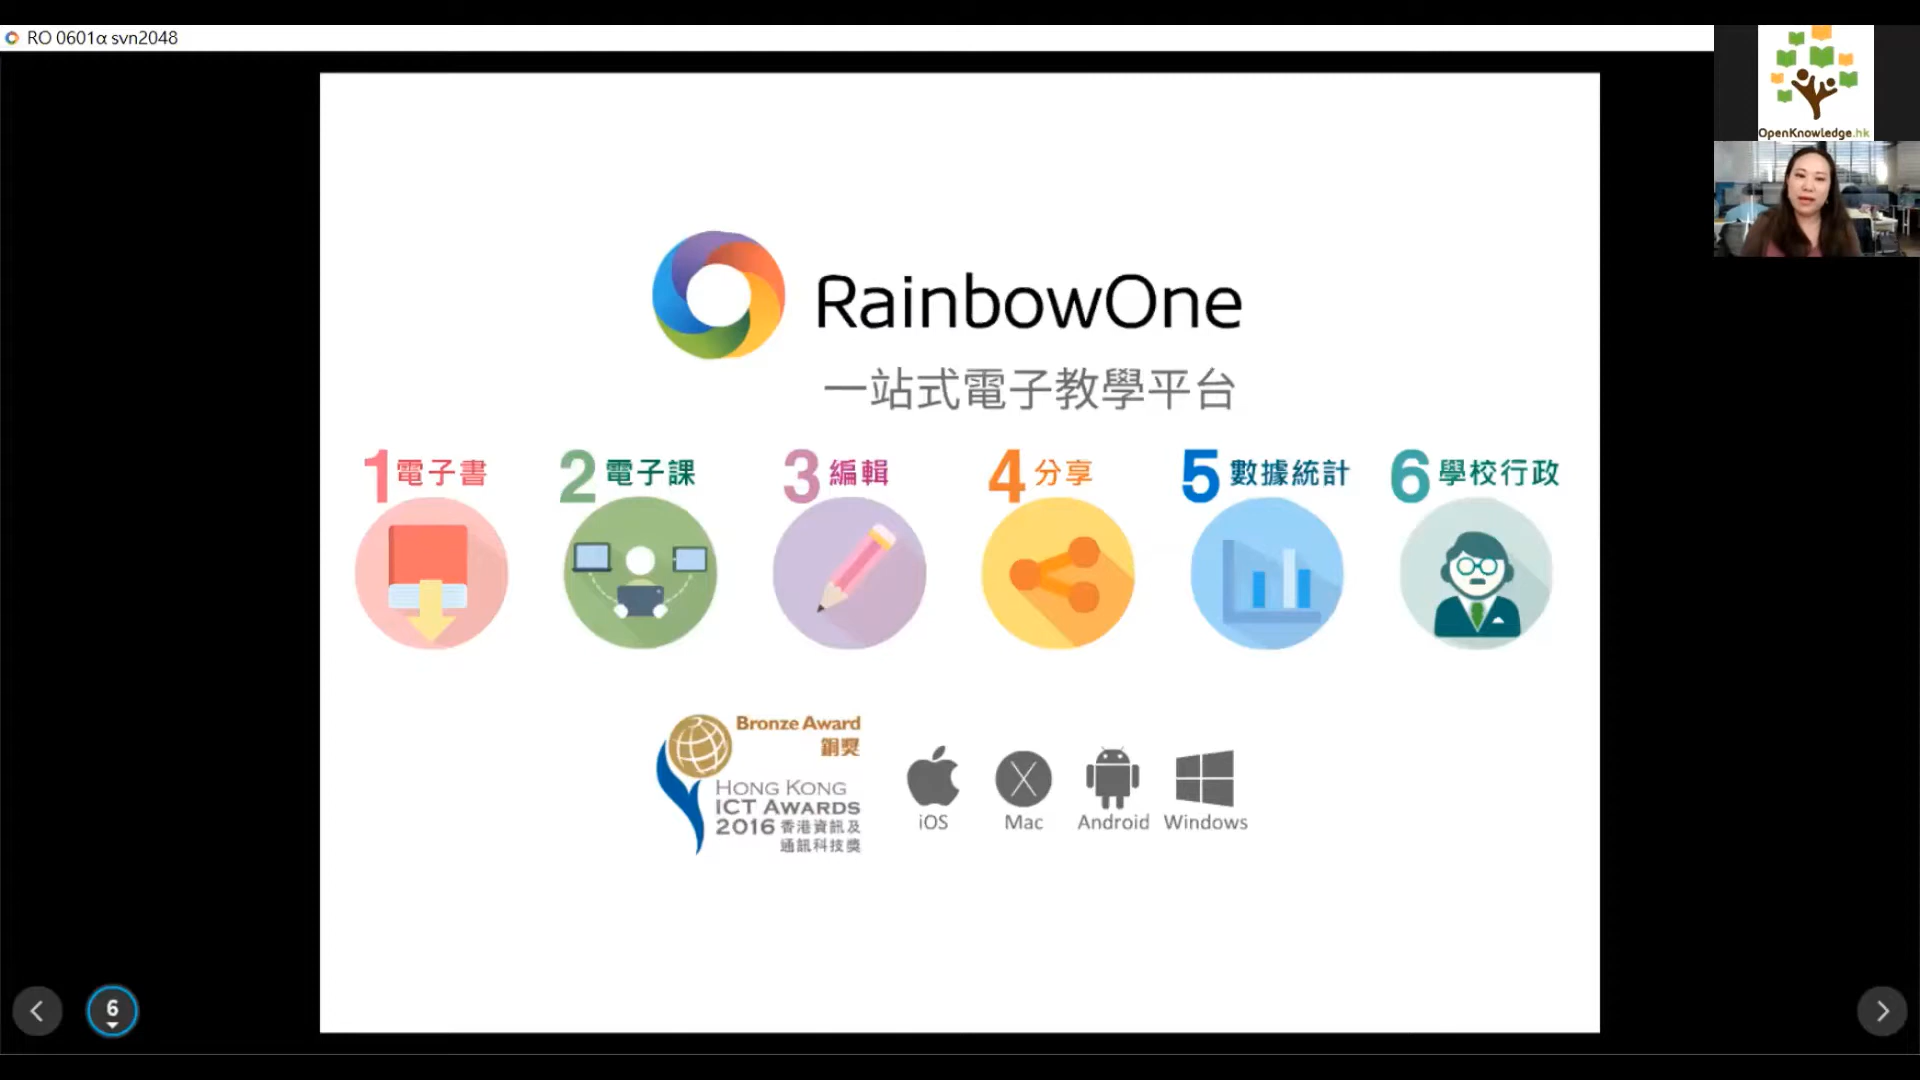 RO 0601α svn2048
OpenKnowledge.hk
RainbowOne
一站式電子教學平台
1 電子書
2 電子課
3 編輯
4 分享
5 數據統計
6 學校行政
Bronze Award
銅獎
HONG KONG
ICT AWARDS
2016 香港資訊及
通訊科技獎
iOS
Mac
Android
Windows
6